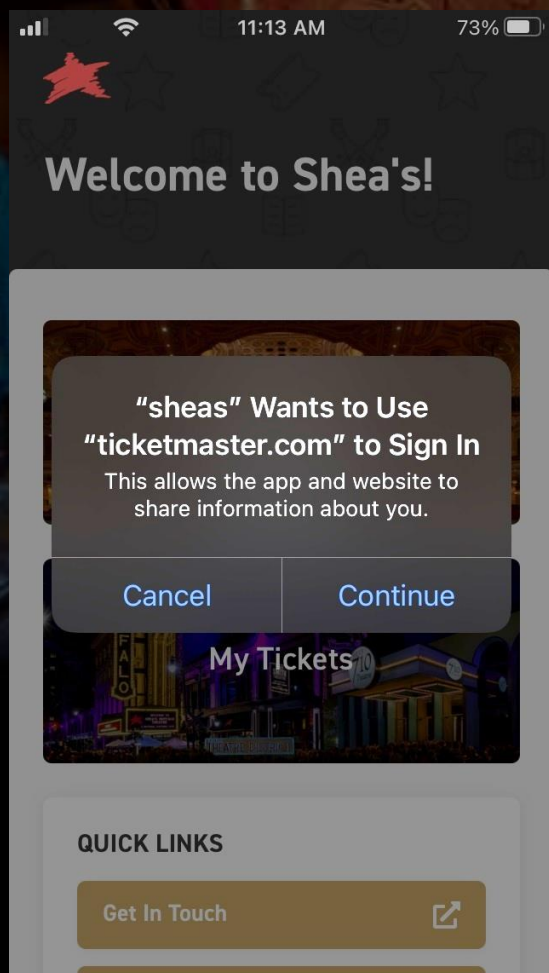 11:13 AM
73%
Welcome to Shea's!
“sheas” Wants to Use
“ticketmaster.com” to Sign In
This allows the app and website to
share information about you.
Cancel
Continue
My Tickets
QUICK LINKS
Get In Touch